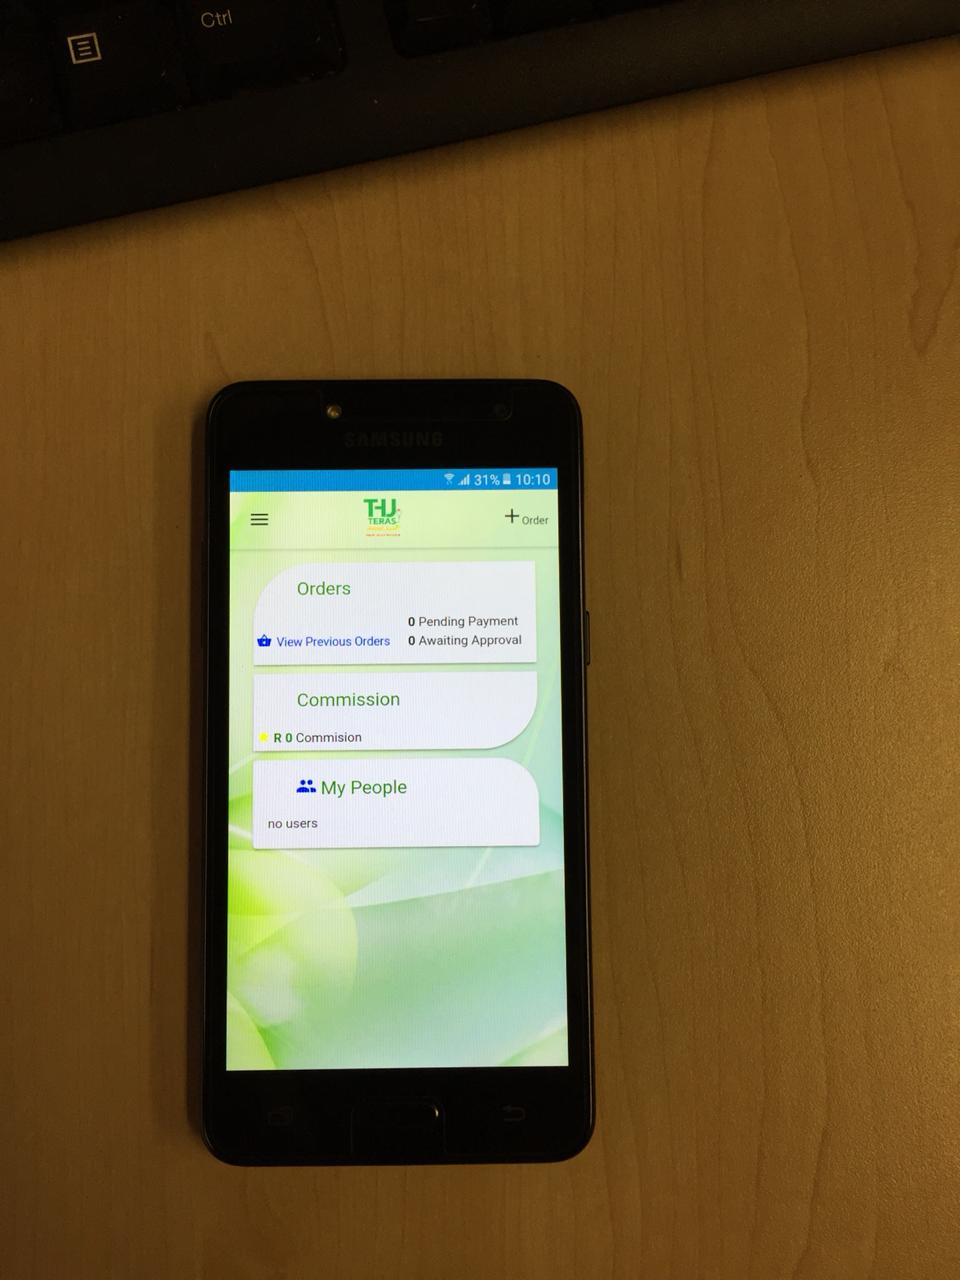 Ctrl
SAMSUNG
31% 10:10
THJ
TERAS
Order
Orders
0 Pending Payment
View Previous Orders
0 Awaiting Approval
Commission
R 0 Commision
My People
no users